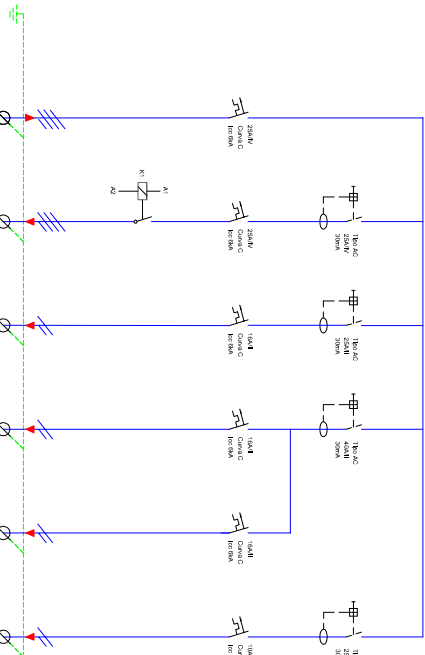 25A/IV
Curva C
Icc 6kA
K1
A1
A2
25A/IV
Curva C
Icc 6kA
Tipo AC
25A/IV
30mA
16A/II
Curva C
Icc 6kA
Tipo AC
25A/II
30mA
16A/II
Curva C
Icc 6kA
Tipo AC
40A/II
30mA
16A/II
Curva C
Icc 6kA